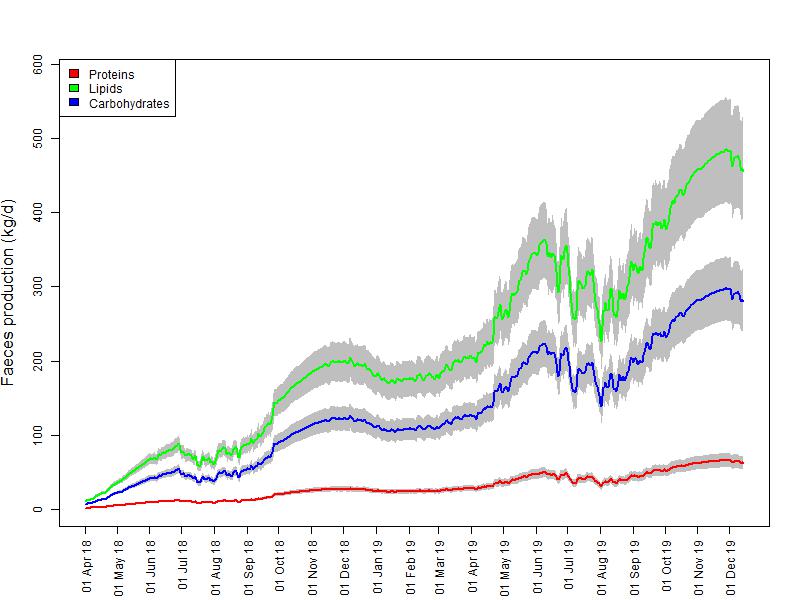 Faeces production (kg/d)
600
500
400
300
200
100
0
Proteins
Lipids
Carbohydrates
01 Apr 18
01 May 18
01 Jun 18
01 Jul 18
01 Aug 18
01 Sep 18
01 Oct 18
01 Nov 18
01 Dec 18
01 Jan 19
01 Feb 19
01 Mar 19
01 Apr 19
01 May 19
01 Jun 19
01 Jul 19
01 Aug 19
01 Sep 19
01 Oct 19
01 Nov 19
01 Dec 19